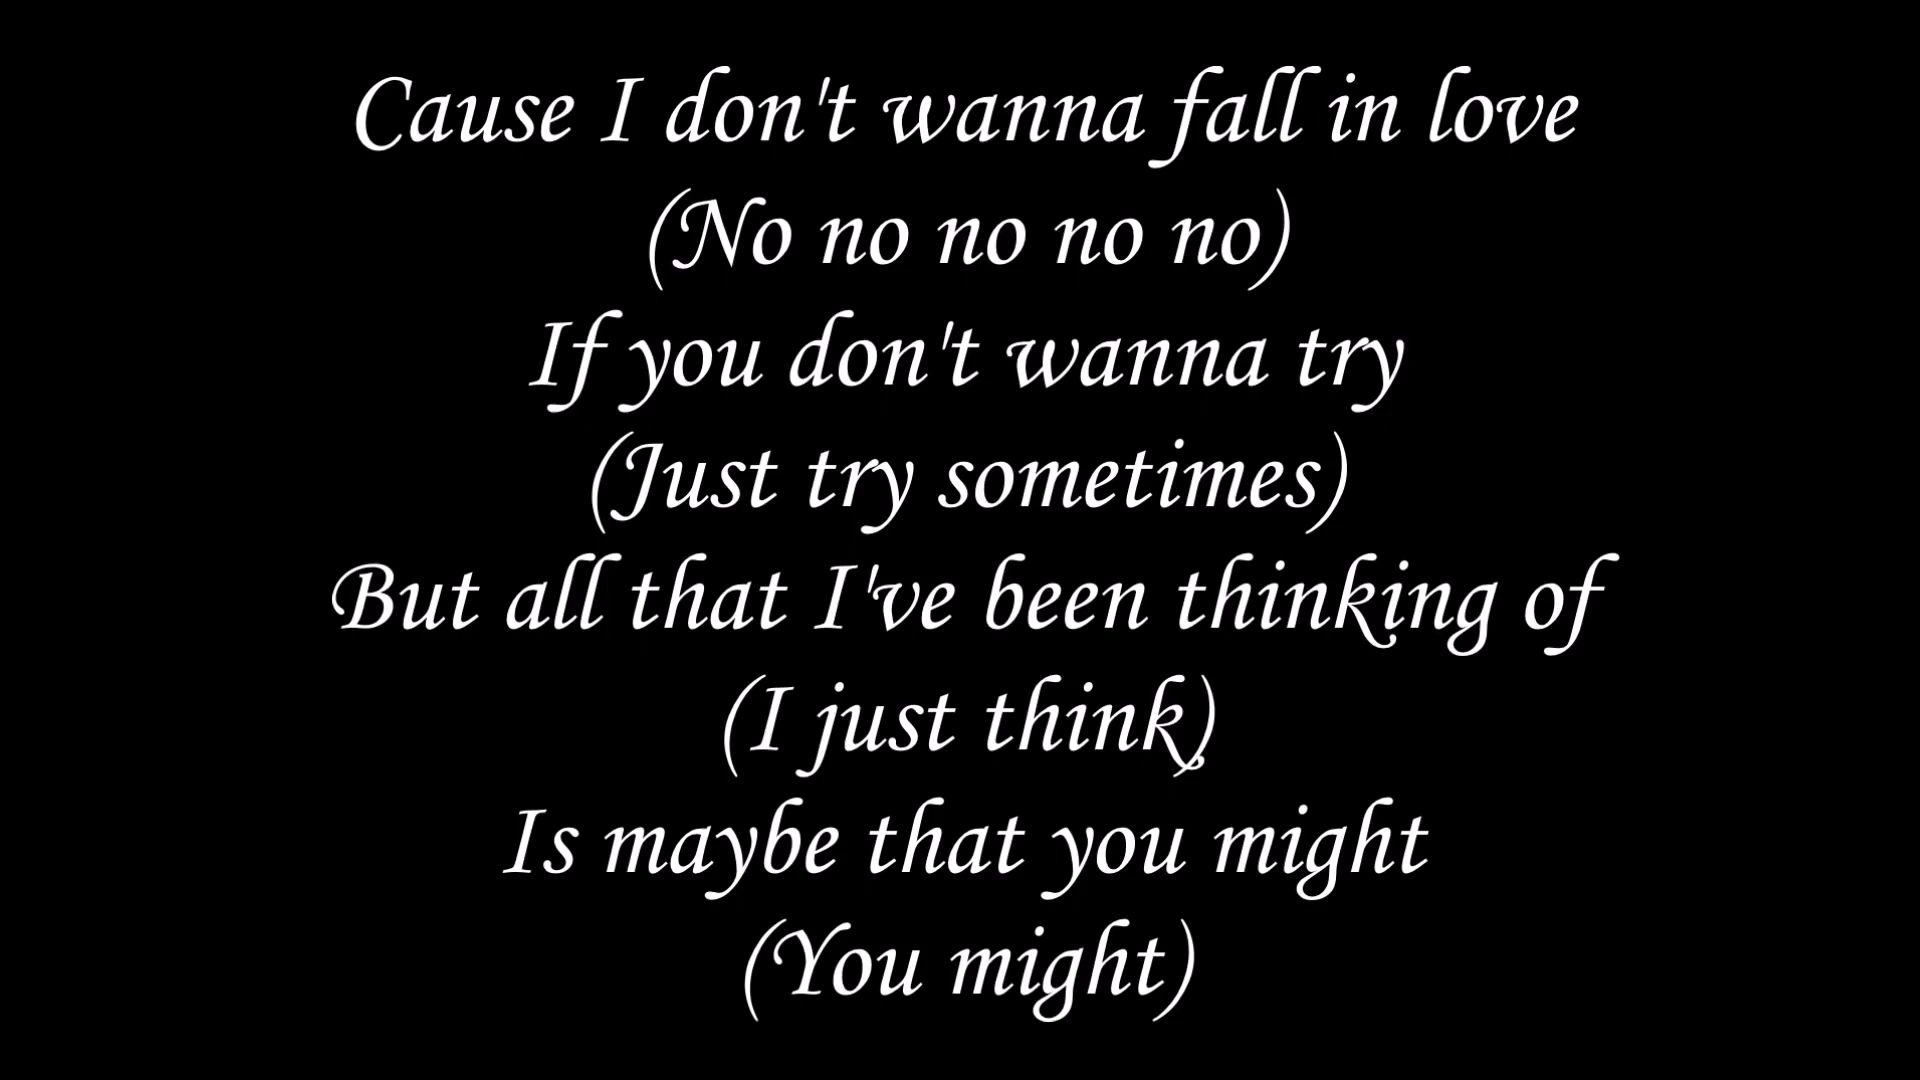 Cause I don't wanna fall in love
(No no no no no)
If you don't wanna try
(Just try sometimes)
But all that I've been thinking of
(I just think)
Is maybe that you might
(You might)